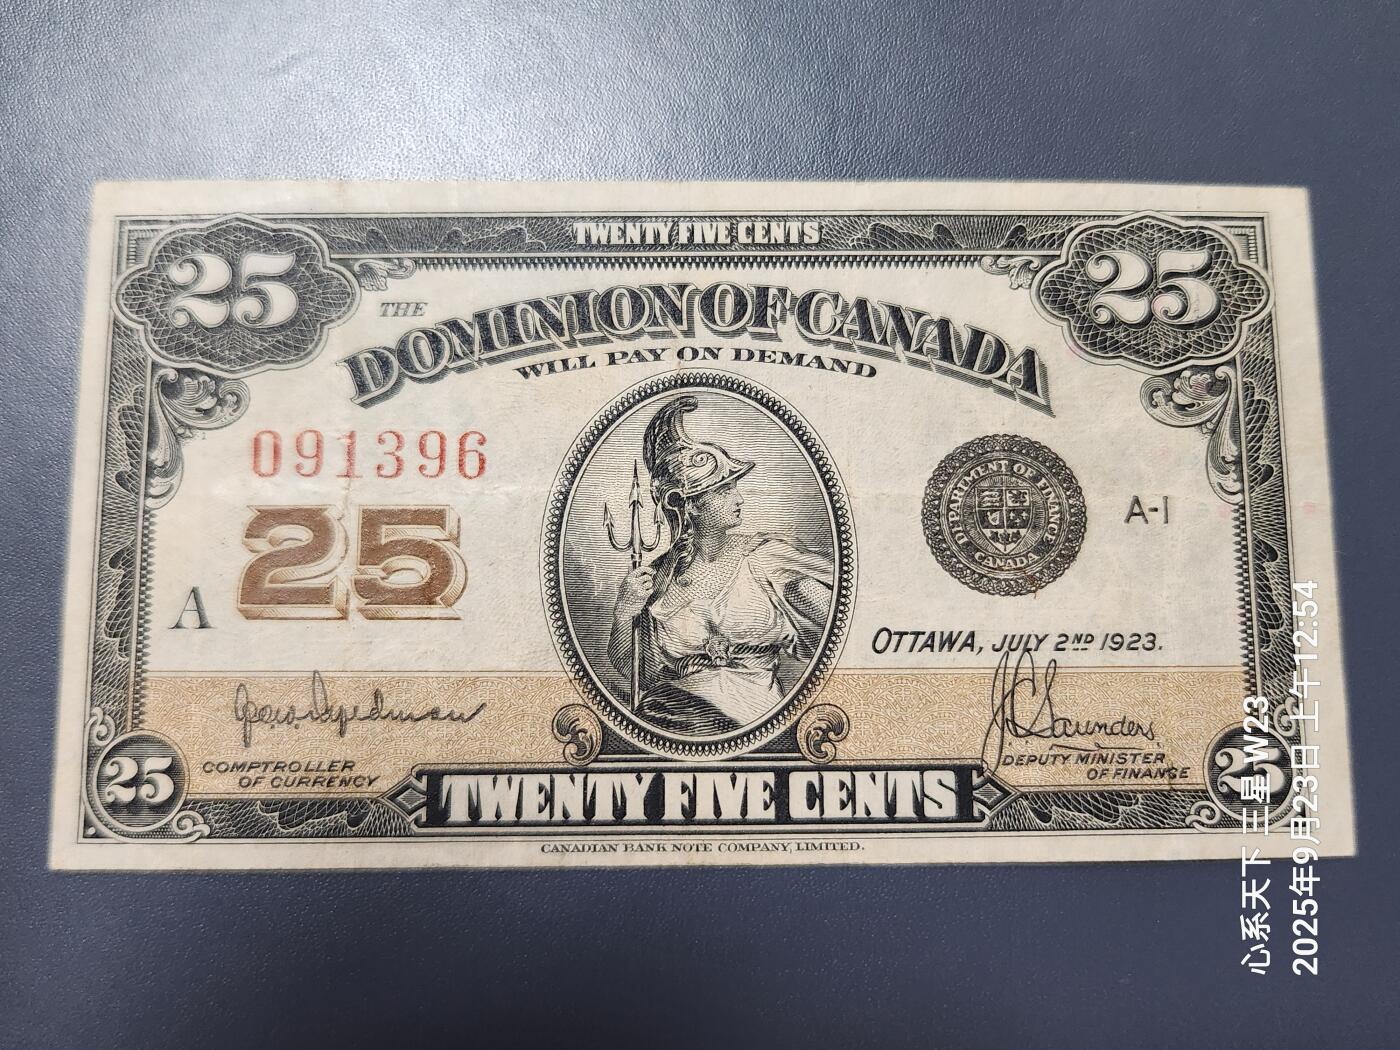 TWENTY FIVE CENTS
25
25
THE
DOMINION OF CANADA
WILL PAY ON DEMAND
091396
25
A
DEPARTMENT OF FINANCE
CANADA
A-1
OTTAWA, JULY 2ND 1923.
J C Saunders
COMPTROLLER
OF CURRENCY
DEPUTY MINISTER
OF FINANCE
25
25
TWENTY FIVE CENTS
CANADIAN BANK NOTE COMPANY, LIMITED.
心系天下 三星 W23
2025年9月23日 上午12:54